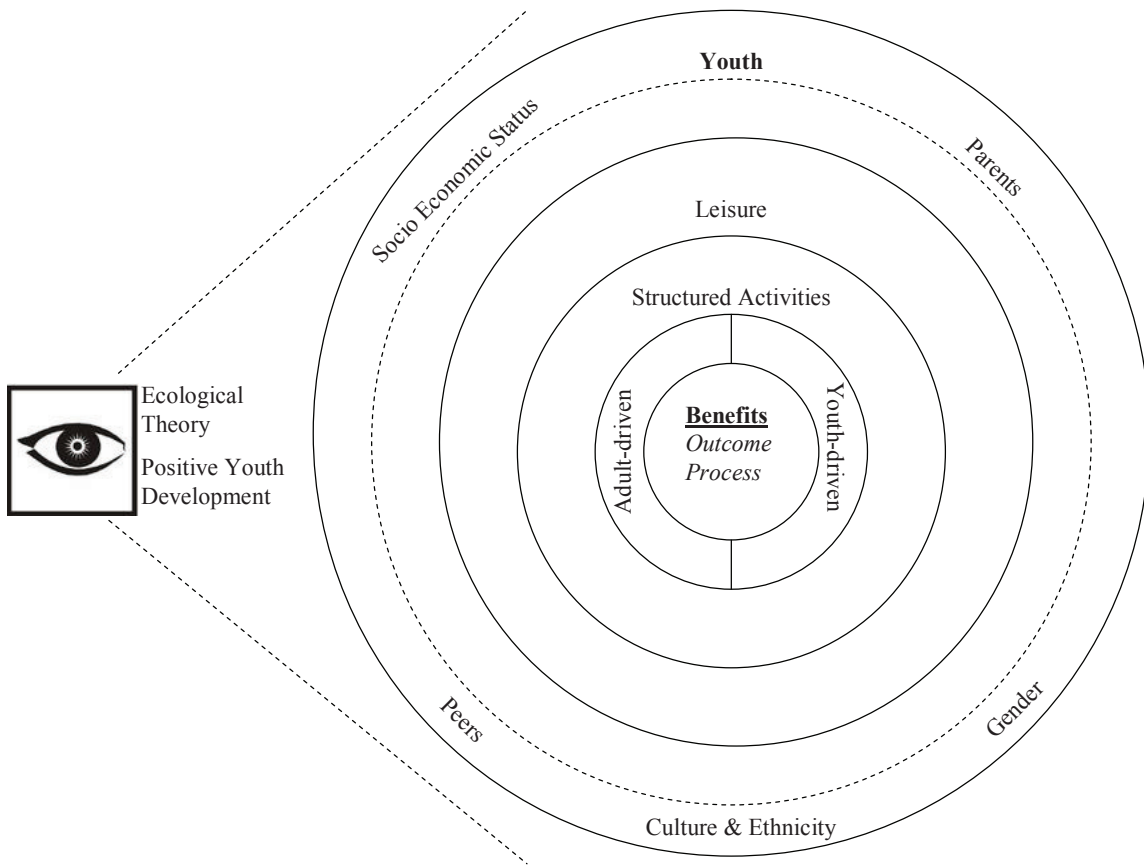 Youth
Socio Economic Status
Parents
Leisure
Structured Activities
Adult-driven
Benefits
Outcome
Process
Youth-driven
Ecological
Theory
Positive Youth
Development
Peers
Gender
Culture & Ethnicity